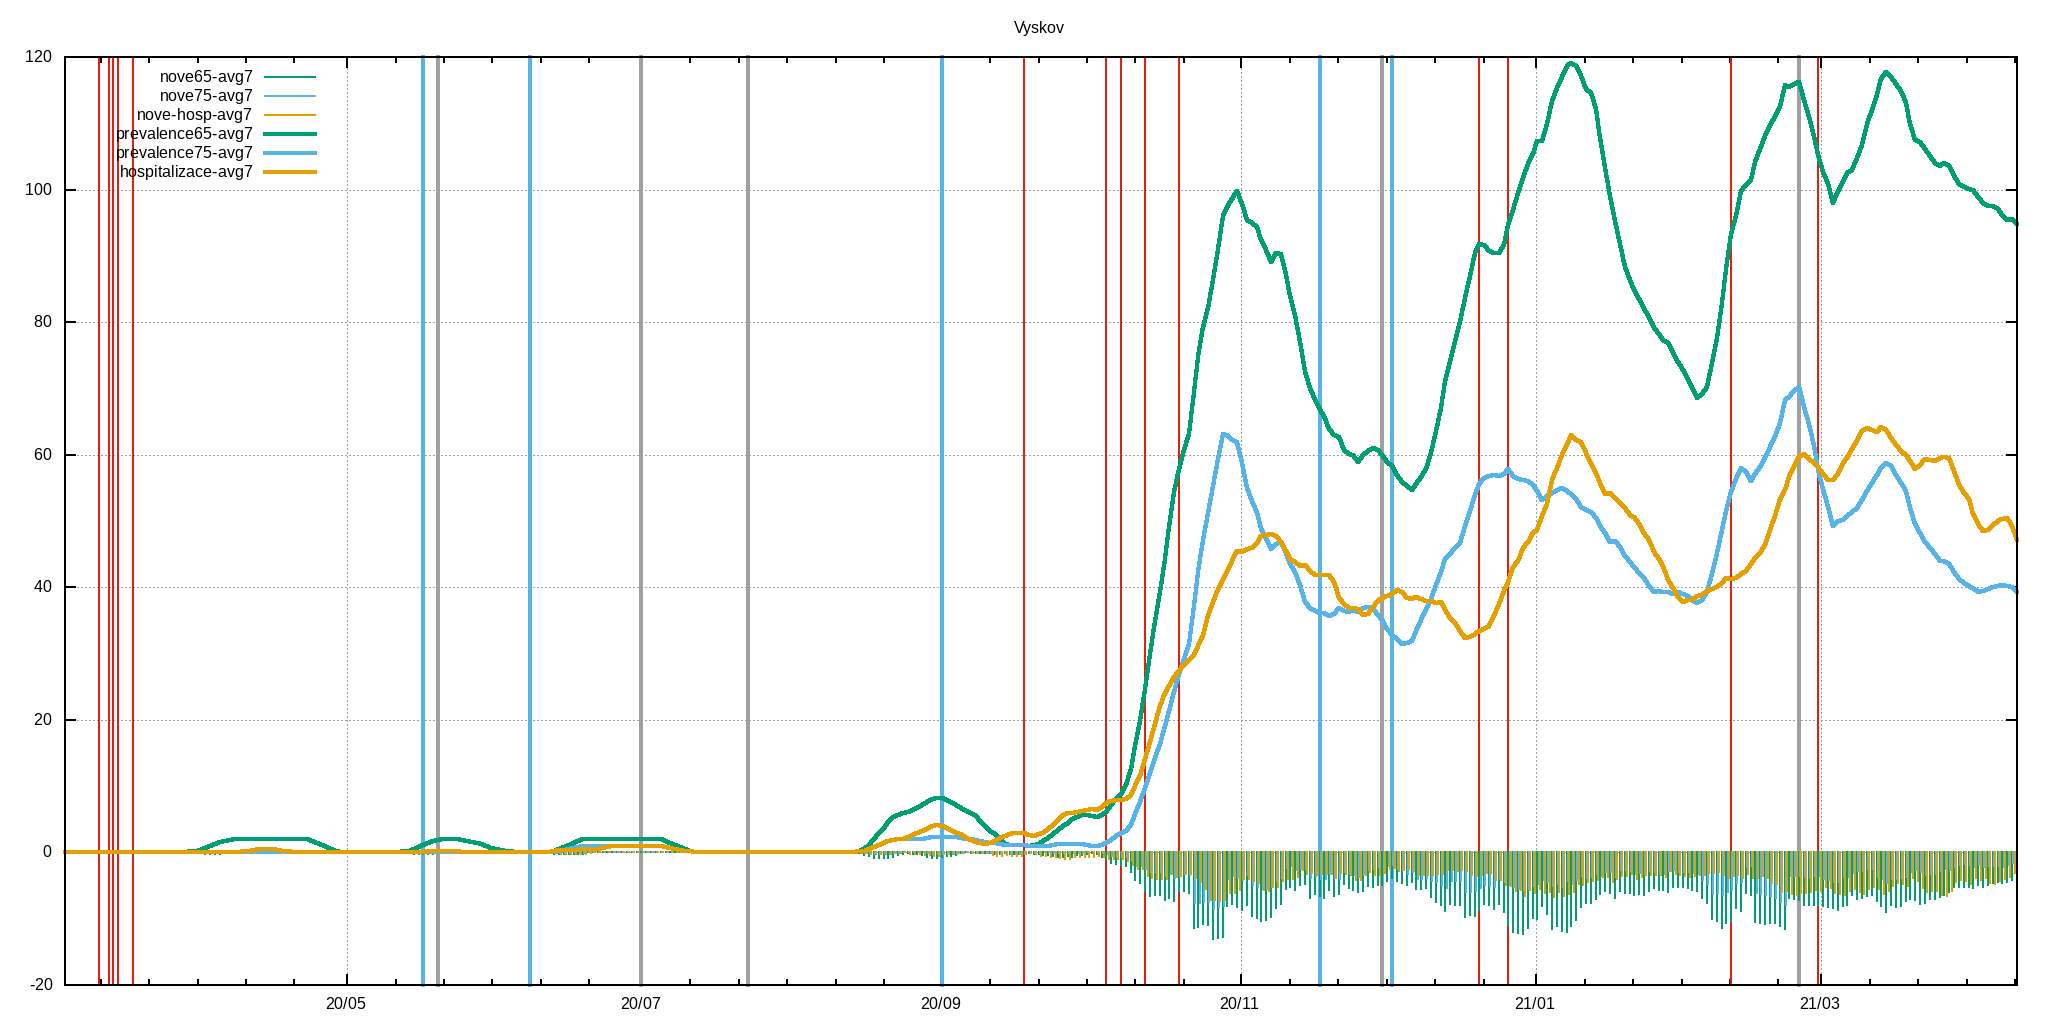 Vyskov
120
nove65-avg7
nove75-avg7
nove-hosp-avg7
prevalence65-avg7
prevalence75-avg7
hospitalizace-avg7
100
80
60
40
20
0
-20
20/05 20/07 20/09 20/11 21/01 21/03